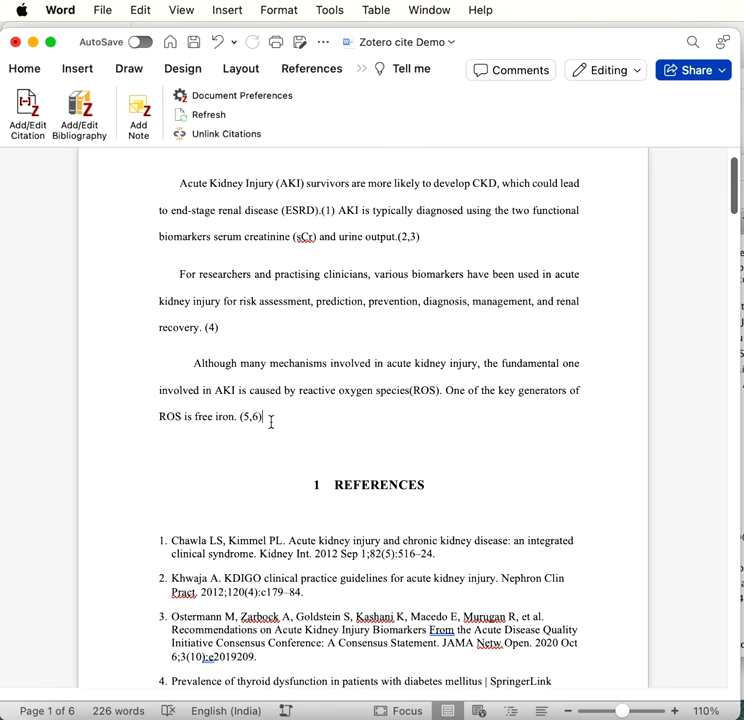 Word File Edit View Insert Format Tools Table Window Help
AutoSave Zotero cite Demo
Home Insert Draw Design Layout References Tell me Comments Editing Share
Add/Edit Citation
Add/Edit Bibliography
Add Note
Document Preferences
Refresh
Unlink Citations
Acute Kidney Injury (AKI) survivors are more likely to develop CKD, which could lead
to end-stage renal disease (ESRD).(1) AKI is typically diagnosed using the two functional
biomarkers serum creatinine (sCr) and urine output.(2,3)
For researchers and practising clinicians, various biomarkers have been used in acute
kidney injury for risk assessment, prediction, prevention, diagnosis, management, and renal
recovery. (4)
Although many mechanisms involved in acute kidney injury, the fundamental one
involved in AKI is caused by reactive oxygen species(ROS). One of the key generators of
ROS is free iron. (5,6)
1 REFERENCES
1. Chawla LS, Kimmel PL. Acute kidney injury and chronic kidney disease: an integrated
clinical syndrome. Kidney Int. 2012 Sep 1;82(5):516–24.
2. Khwaja A. KDIGO clinical practice guidelines for acute kidney injury. Nephron Clin
Pract. 2012;120(4):c179–84.
3. Ostermann M, Zarbock A, Goldstein S, Kashani K, Macedo E, Murugan R, et al.
Recommendations on Acute Kidney Injury Biomarkers From the Acute Disease Quality
Initiative Consensus Conference: A Consensus Statement. JAMA Netw Open. 2020 Oct
6;3(10):e2019209.
4. Prevalence of thyroid dysfunction in patients with diabetes mellitus | SpringerLink
Page 1 of 6 226 words English (India) Focus 110%